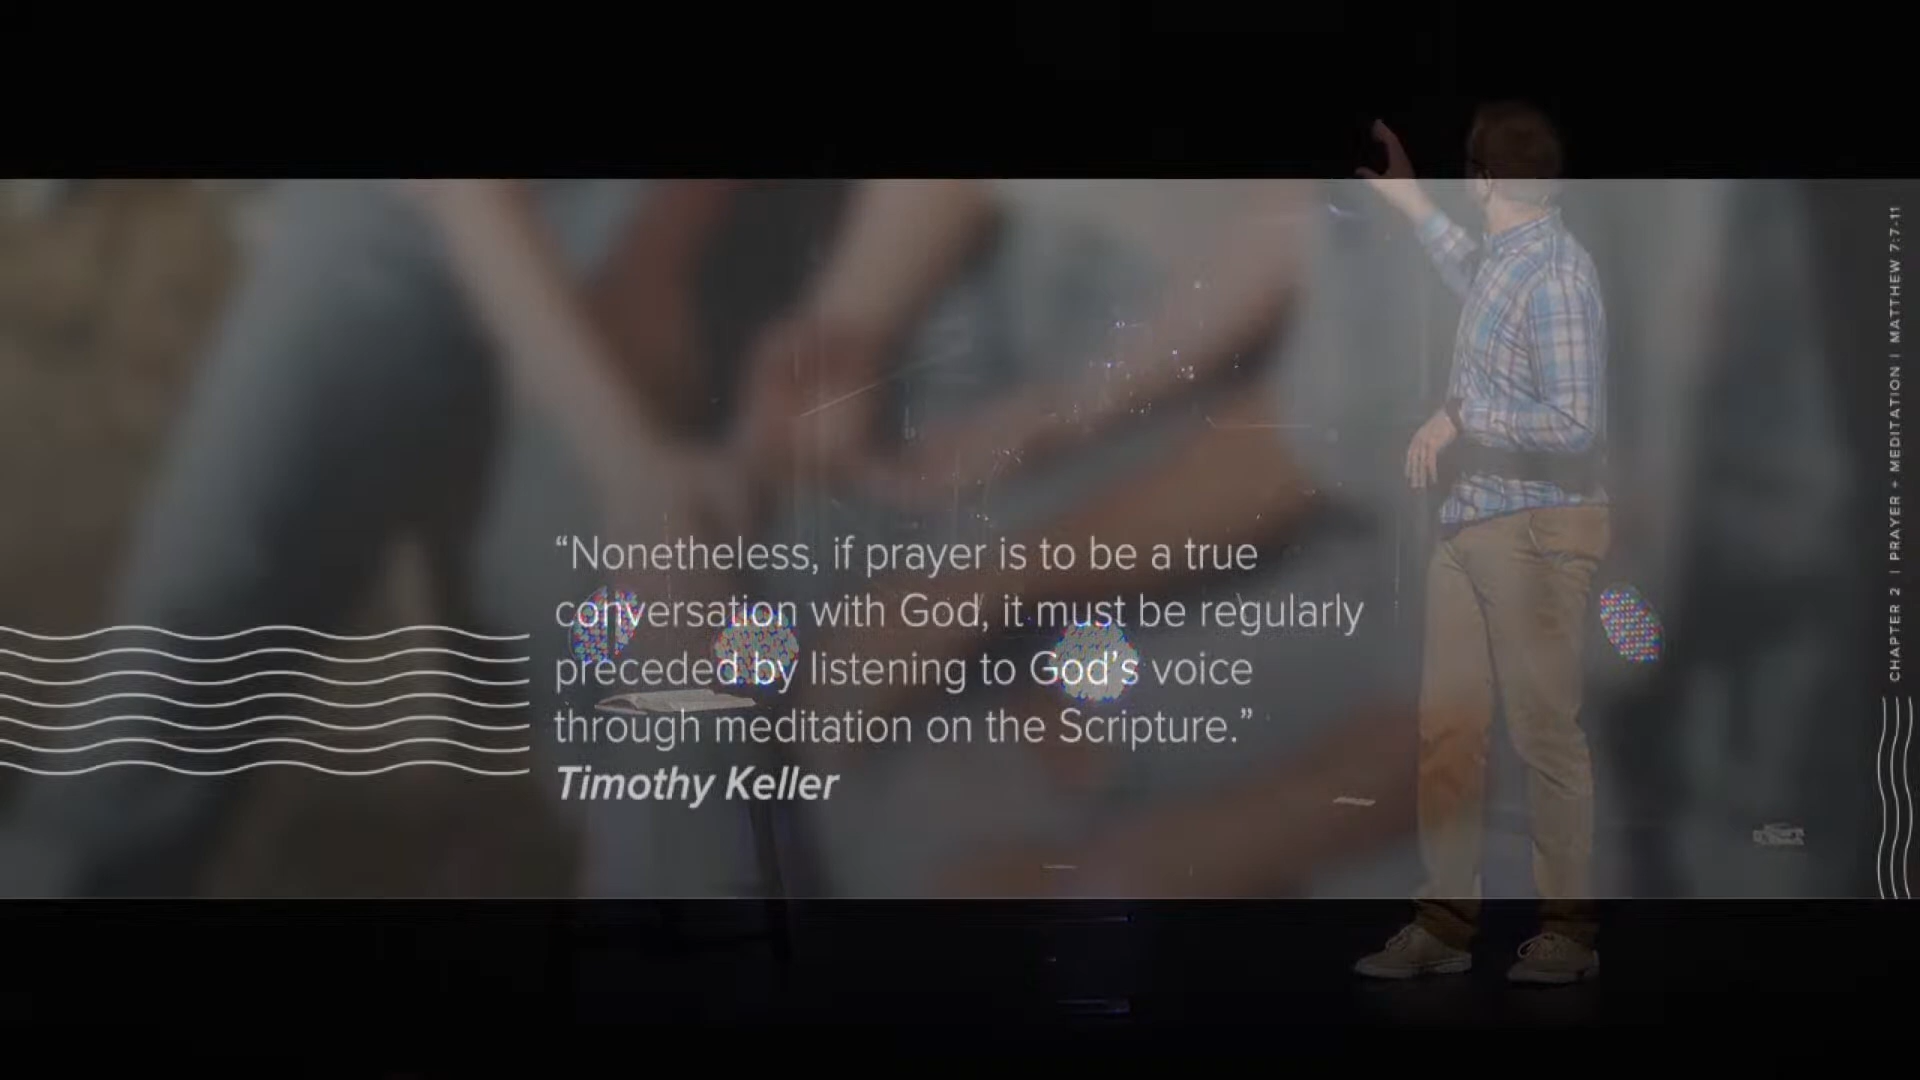 “Nonetheless, if prayer is to be a true
conversation with God, it must be regularly
preceded by listening to God’s voice
through meditation on the Scripture.”
Timothy Keller
CHAPTER 2 | PRAYER + MEDITATION | MATTHEW 7:7-11